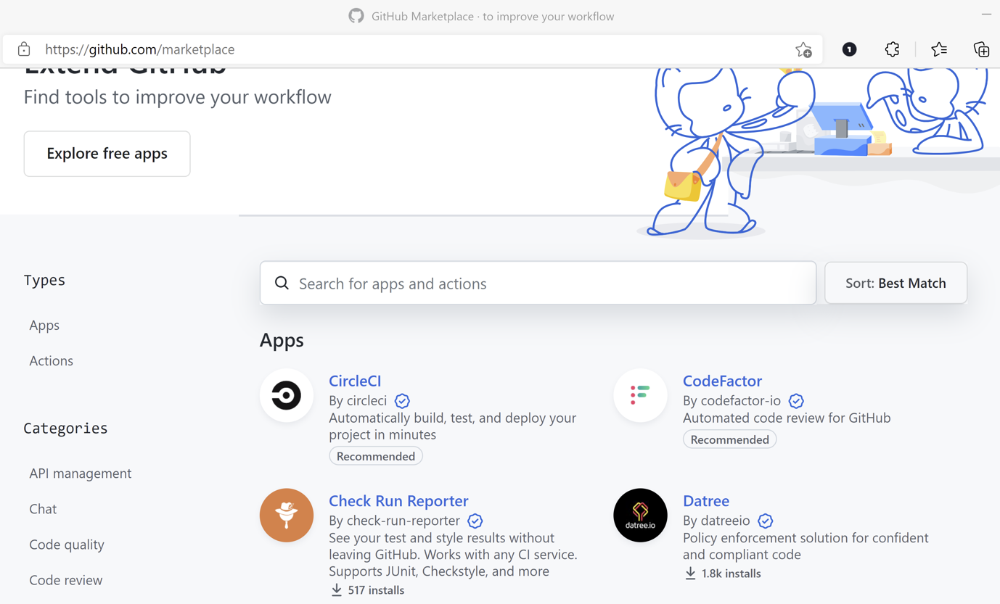 GitHub Marketplace · to improve your workflow
https://github.com/marketplace
1
Extend GitHub
Find tools to improve your workflow
Explore free apps
Types
Apps
Actions
Categories
API management
Chat
Code quality
Code review
Search for apps and actions
Sort: Best Match
Apps
CircleCI
By circleci
Automatically build, test, and deploy your
project in minutes
Recommended
CodeFactor
By codefactor-io
Automated code review for GitHub
Recommended
Check Run Reporter
By check-run-reporter
See your test and style results without
leaving GitHub. Works with any CI service.
Supports JUnit, Checkstyle, and more
517 installs
datree.io
Datree
By datreeio
Policy enforcement solution for confident
and compliant code
1.8k installs